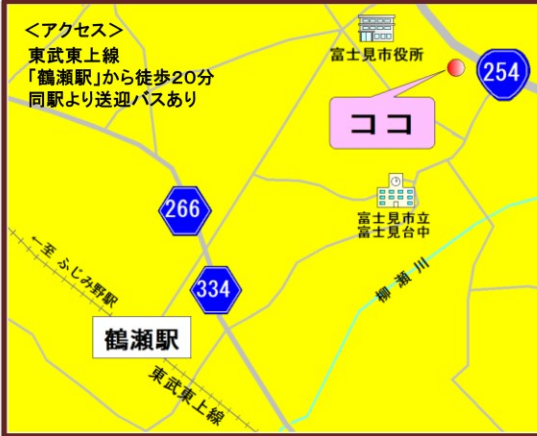 ＜アクセス＞
東武東上線
「鶴瀬駅」から徒歩20分
同駅より送迎バスあり
富士見市役所
254
ココ
266
富士見市立
富士見台中
←至 ふじみ野駅
334
柳瀬川
鶴瀬駅
東武東上線